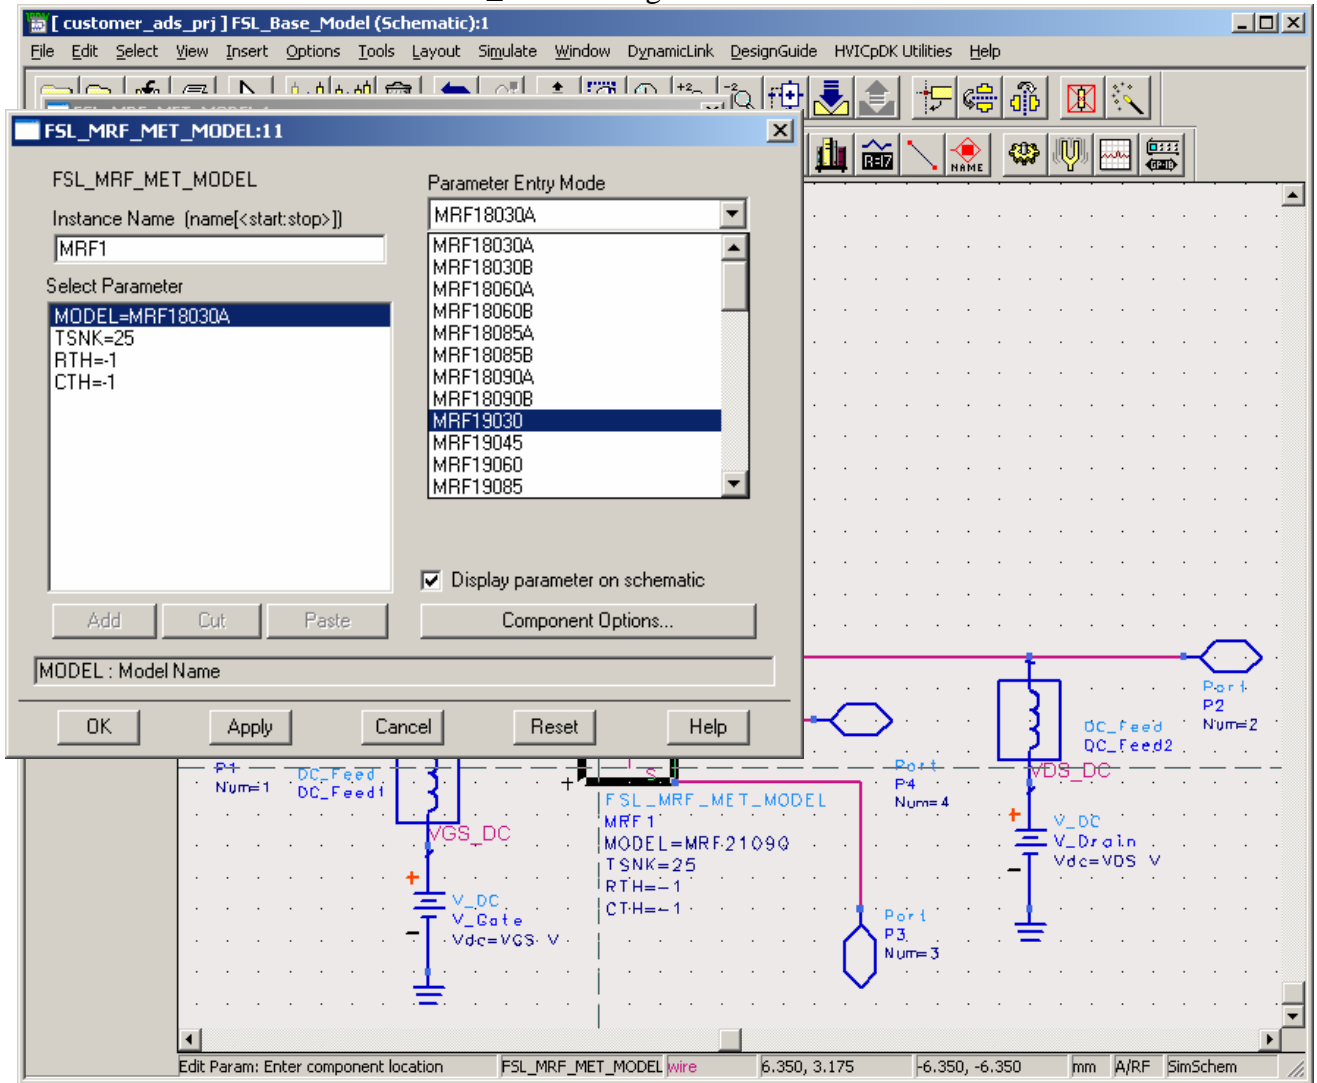 [ customer_ads_prj ] FSL_Base_Model (Schematic):1
File Edit Select View Insert Options Tools Layout Simulate Window DynamicLink DesignGuide HVICpDK Utilities Help
FSL_MRF_MET_MODEL:11
FSL_MRF_MET_MODEL
Instance Name (name[<start:stop>])
MRF1
Select Parameter
MODEL=MRF18030A
TSNK=25
RTH=-1
CTH=-1
Add Cut Paste
Parameter Entry Mode
MRF18030A
MRF18030A
MRF18030B
MRF18060A
MRF18060B
MRF18085A
MRF18085B
MRF18090A
MRF18090B
MRF19030
MRF19045
MRF19060
MRF19085
Display parameter on schematic
Component Options...
MODEL : Model Name
OK Apply Cancel Reset Help
NAME
Port
P2
Num=2
DC_Feed
DC_Feed2
VDS_DC
P1
Num=1
DC_Feed
DC_Feed1
VGS_DC
S
Port
P4
Num=4
FSL_MRF_MET_MODEL
MRF1
MODEL=MRF21090
TSNK=25
RTH=-1
CTH=-1
V_DC
V_Drain
Vdc=VDS V
V_DC
V_Gate
Vdc=VGS V
Port
P3
Num=3
Edit Param: Enter component location FSL_MRF_MET_MODEL wire 6.350, 3.175 -6.350, -6.350 mm A/RF SimSchem